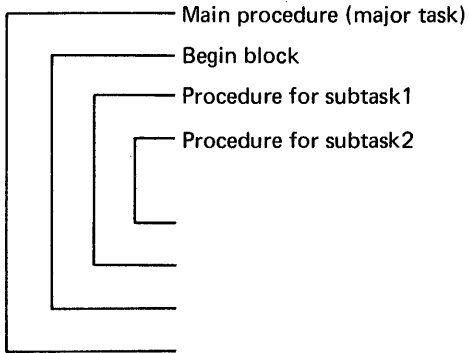 Main procedure (major task)
Begin block
Procedure for subtask1
Procedure for subtask2